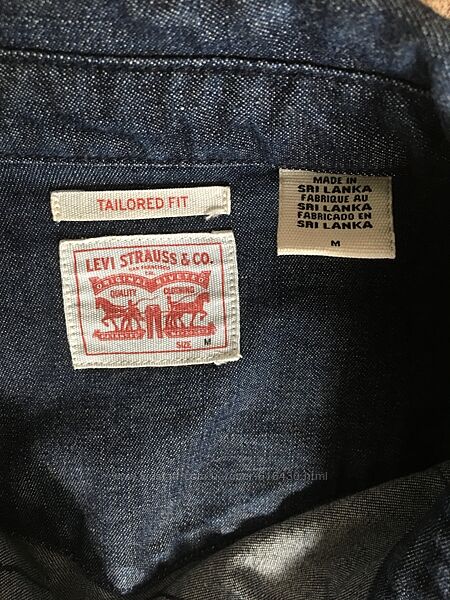 TAILORED FIT
MADE IN
SRI LANKA
FABRIQUE AU
SRI LANKA
FABRICADO EN
SRI LANKA
M
LEVI STRAUSS & CO.
SAN FRANCISCO
CAL.
ORIGINAL RIVETED
QUALITY CLOTHING
SIZE M